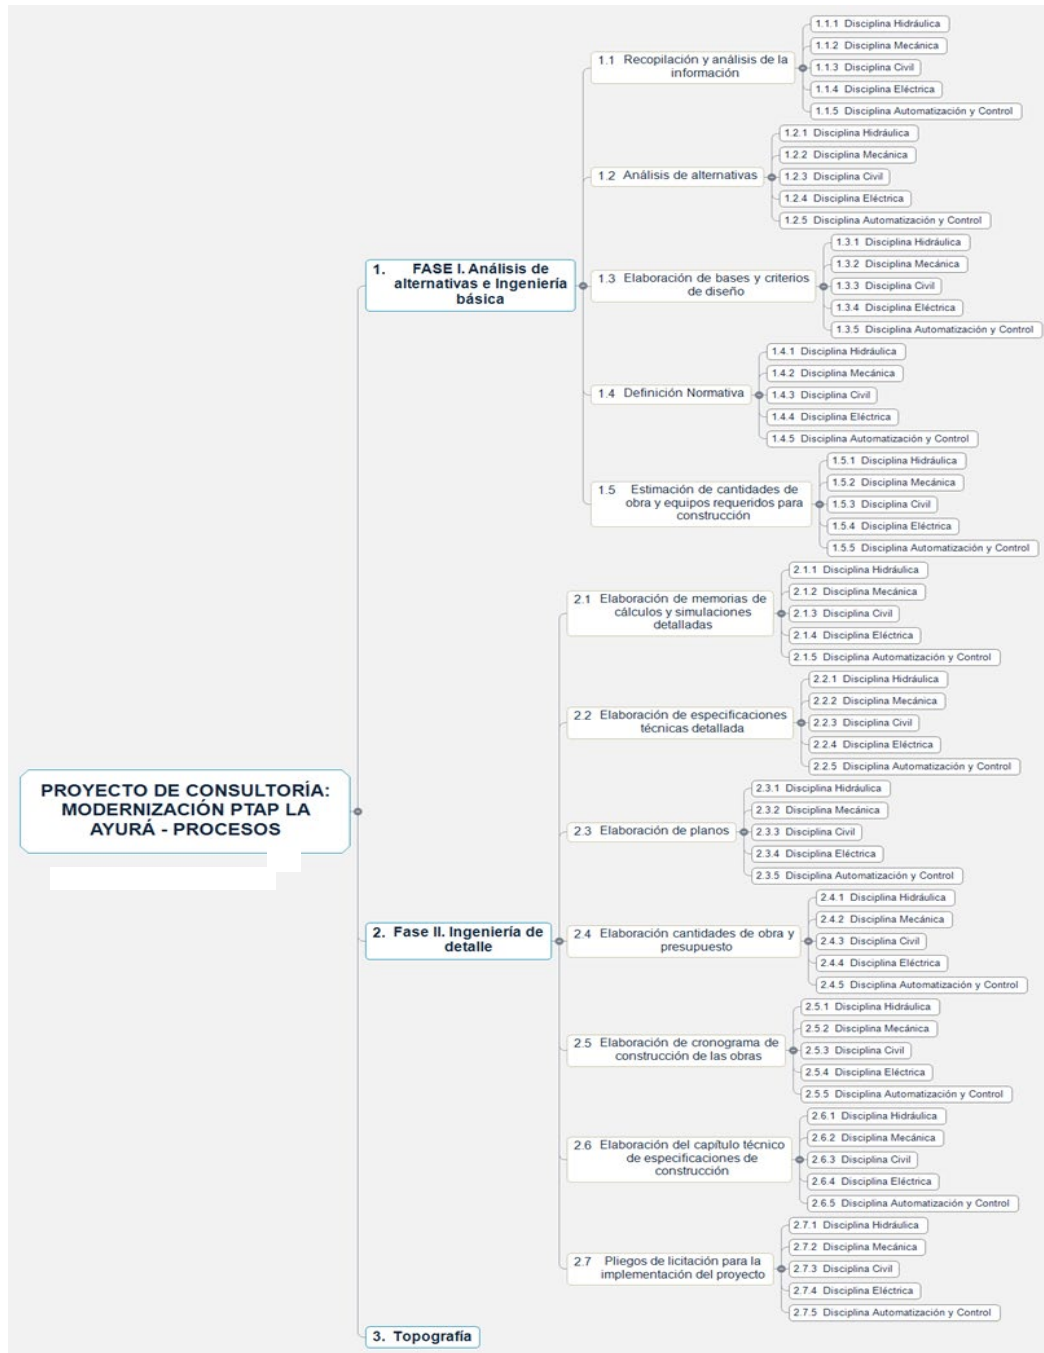 PROYECTO DE CONSULTORÍA:
MODERNIZACIÓN PTAP LA
AYURÁ - PROCESOS
1. FASE I. Análisis de
alternativas e Ingeniería
básica
1.1 Recopilación y análisis de la
información
1.1.1 Disciplina Hidráulica
1.1.2 Disciplina Mecánica
1.1.3 Disciplina Civil
1.1.4 Disciplina Eléctrica
1.1.5 Disciplina Automatización y Control
1.2 Análisis de alternativas
1.2.1 Disciplina Hidráulica
1.2.2 Disciplina Mecánica
1.2.3 Disciplina Civil
1.2.4 Disciplina Eléctrica
1.2.5 Disciplina Automatización y Control
1.3 Elaboración de bases y criterios
de diseño
1.3.1 Disciplina Hidráulica
1.3.2 Disciplina Mecánica
1.3.3 Disciplina Civil
1.3.4 Disciplina Eléctrica
1.3.5 Disciplina Automatización y Control
1.4 Definición Normativa
1.4.1 Disciplina Hidráulica
1.4.2 Disciplina Mecánica
1.4.3 Disciplina Civil
1.4.4 Disciplina Eléctrica
1.4.5 Disciplina Automatización y Control
1.5 Estimación de cantidades de
obra y equipos requeridos para
construcción
1.5.1 Disciplina Hidráulica
1.5.2 Disciplina Mecánica
1.5.3 Disciplina Civil
1.5.4 Disciplina Eléctrica
1.5.5 Disciplina Automatización y Control
2. Fase II. Ingeniería de
detalle
2.1 Elaboración de memorias de
cálculos y simulaciones
detalladas
2.1.1 Disciplina Hidráulica
2.1.2 Disciplina Mecánica
2.1.3 Disciplina Civil
2.1.4 Disciplina Eléctrica
2.1.5 Disciplina Automatización y Control
2.2 Elaboración de especificaciones
técnicas detallada
2.2.1 Disciplina Hidráulica
2.2.2 Disciplina Mecánica
2.2.3 Disciplina Civil
2.2.4 Disciplina Eléctrica
2.2.5 Disciplina Automatización y Control
2.3 Elaboración de planos
2.3.1 Disciplina Hidráulica
2.3.2 Disciplina Mecánica
2.3.3 Disciplina Civil
2.3.4 Disciplina Eléctrica
2.3.5 Disciplina Automatización y Control
2.4 Elaboración cantidades de obra y
presupuesto
2.4.1 Disciplina Hidráulica
2.4.2 Disciplina Mecánica
2.4.3 Disciplina Civil
2.4.4 Disciplina Eléctrica
2.4.5 Disciplina Automatización y Control
2.5 Elaboración de cronograma de
construcción de las obras
2.5.1 Disciplina Hidráulica
2.5.2 Disciplina Mecánica
2.5.3 Disciplina Civil
2.5.4 Disciplina Eléctrica
2.5.5 Disciplina Automatización y Control
2.6 Elaboración del capítulo técnico
de especificaciones de
construcción
2.6.1 Disciplina Hidráulica
2.6.2 Disciplina Mecánica
2.6.3 Disciplina Civil
2.6.4 Disciplina Eléctrica
2.6.5 Disciplina Automatización y Control
2.7 Pliegos de licitación para la
implementación del proyecto
2.7.1 Disciplina Hidráulica
2.7.2 Disciplina Mecánica
2.7.3 Disciplina Civil
2.7.4 Disciplina Eléctrica
2.7.5 Disciplina Automatización y Control
3. Topografía